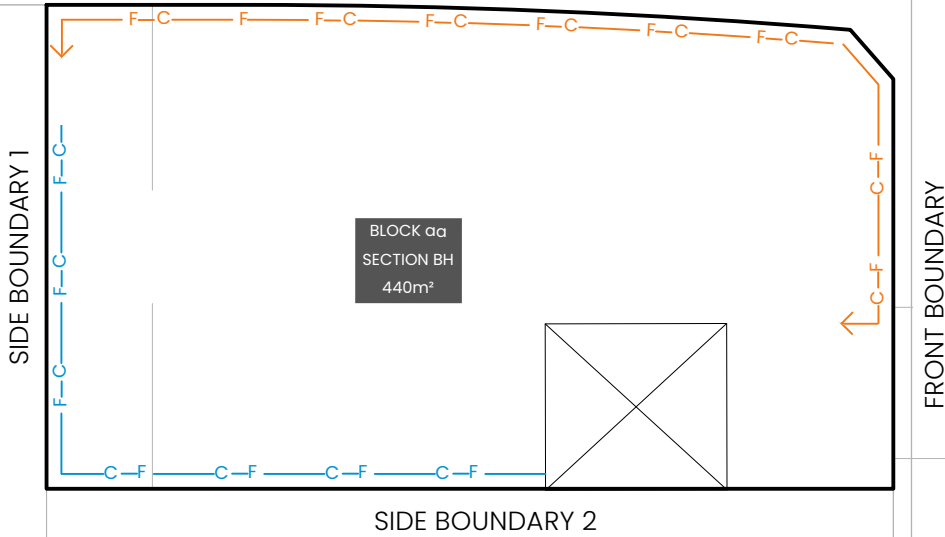 F C F F C F C F C F C F C
C
F
C
F
C
F
F
C
F
C
SIDE BOUNDARY 1
BLOCK aa
SECTION BH
440m²
FRONT BOUNDARY
C F C F C F C F
SIDE BOUNDARY 2